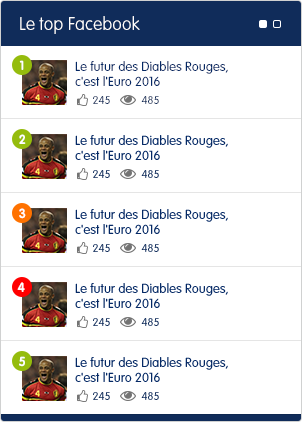 Le top Facebook
1
Le futur des Diables Rouges,
c'est l'Euro 2016
245 485
2
Le futur des Diables Rouges,
c'est l'Euro 2016
245 485
3
Le futur des Diables Rouges,
c'est l'Euro 2016
245 485
4
Le futur des Diables Rouges,
c'est l'Euro 2016
245 485
5
Le futur des Diables Rouges,
c'est l'Euro 2016
245 485